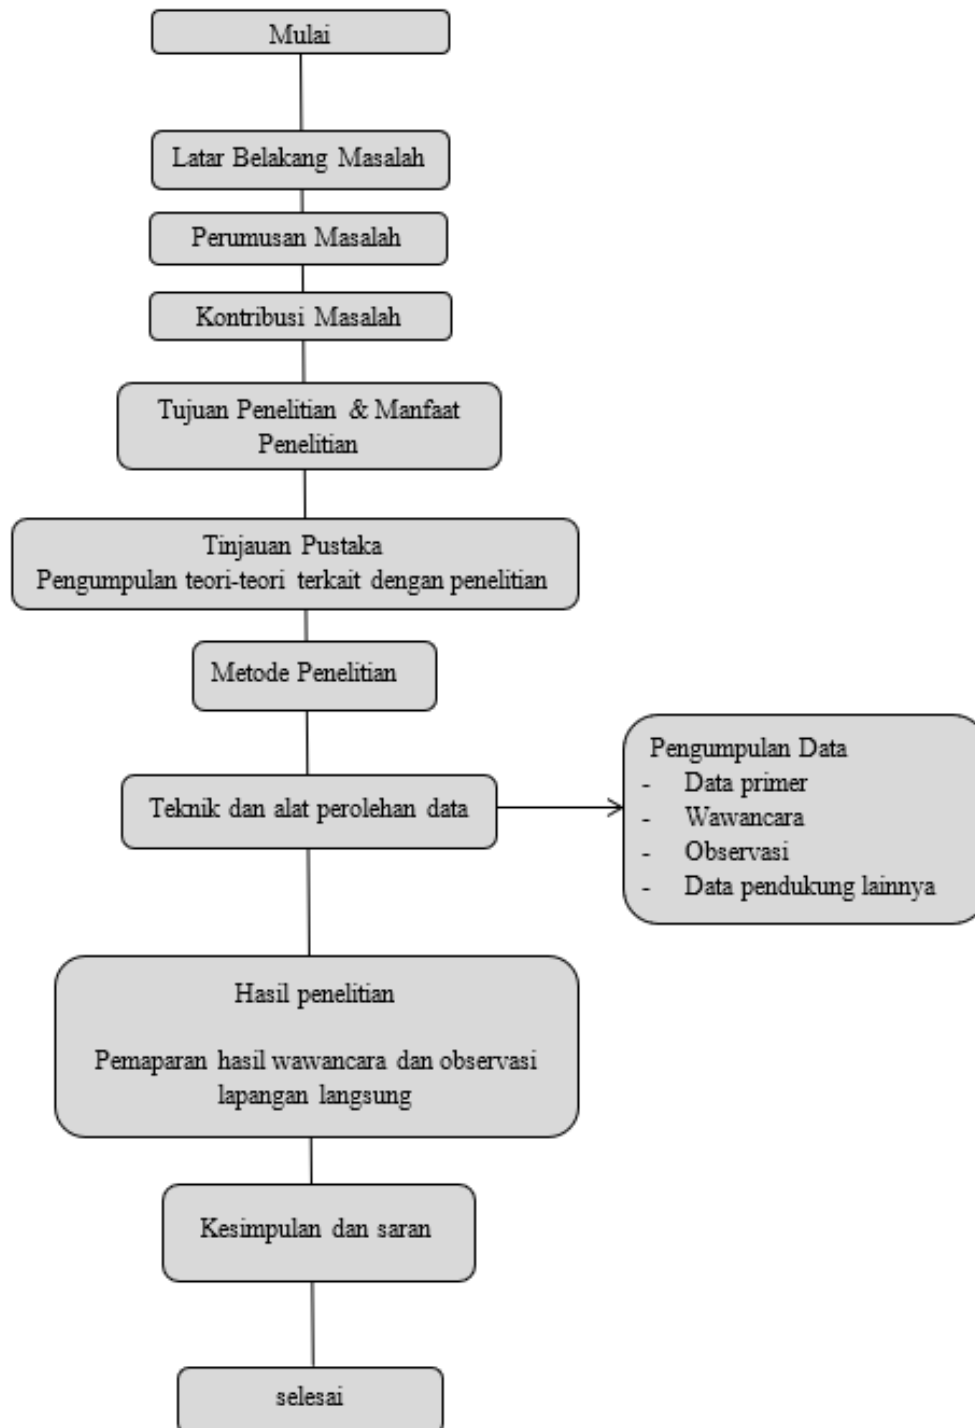 Mulai
Latar Belakang Masalah
Perumusan Masalah
Kontribusi Masalah
Tujuan Penelitian & Manfaat
Penelitian
Tinjauan Pustaka
Pengumpulan teori-teori terkait dengan penelitian
Metode Penelitian
Teknik dan alat perolehan data
Pengumpulan Data
- Data primer
- Wawancara
- Observasi
- Data pendukung lainnya
Hasil penelitian
Pemaparan hasil wawancara dan observasi
lapangan langsung
Kesimpulan dan saran
selesai